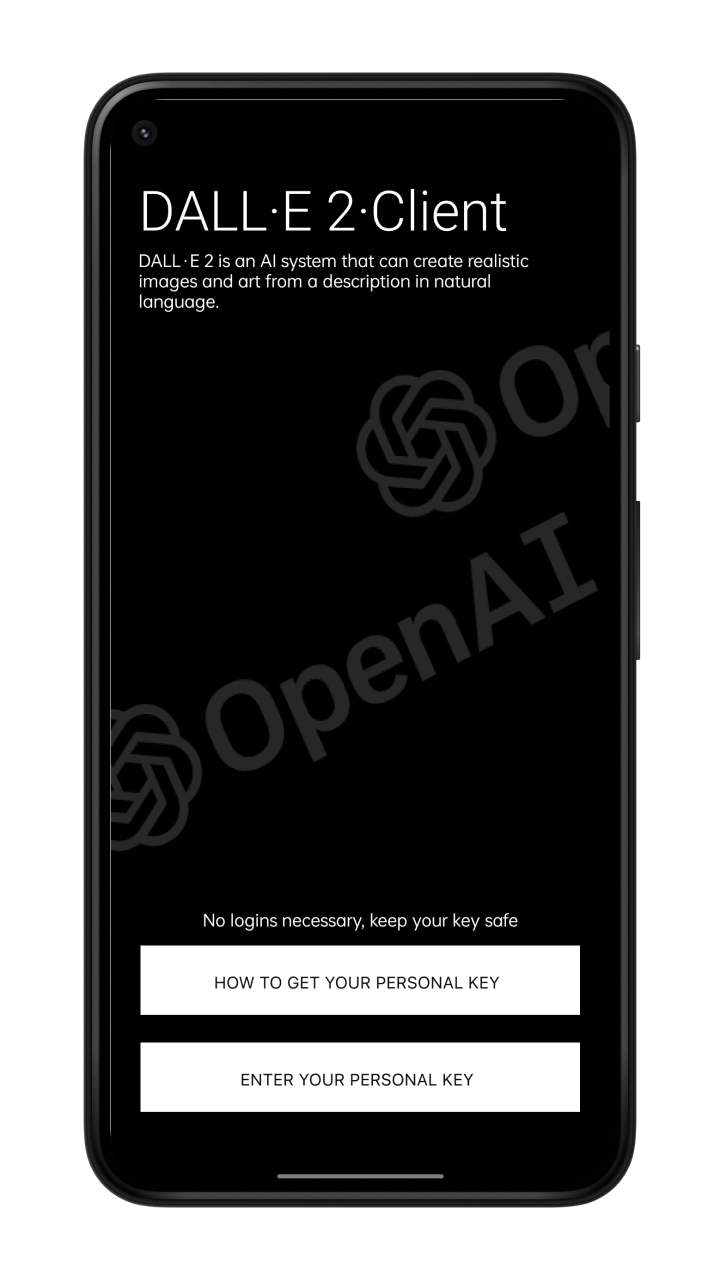 DALL·E 2·Client
DALL·E 2 is an AI system that can create realistic
images and art from a description in natural
language.
Op
OpenAI
No logins necessary, keep your key safe
HOW TO GET YOUR PERSONAL KEY
ENTER YOUR PERSONAL KEY